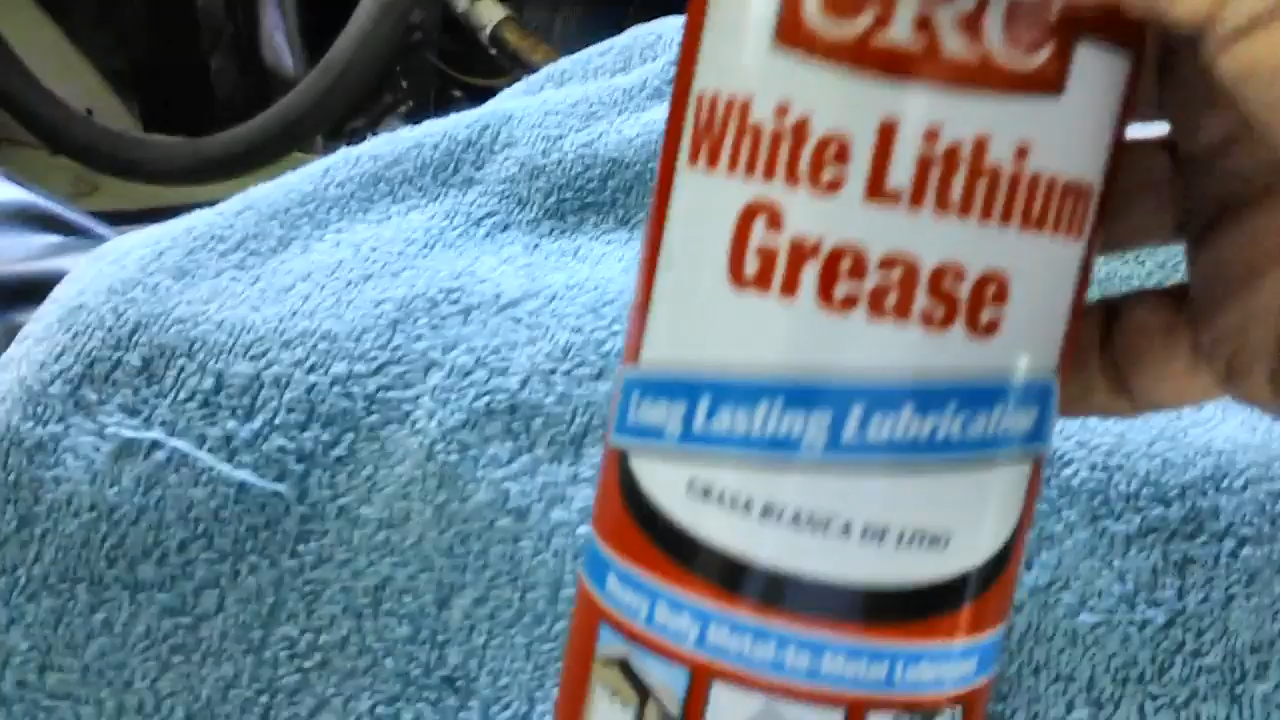 CRC
White Lithium
Grease
Long Lasting Lubrication
GRASA BLANCA DE LITIO
Heavy Duty Metal-to-Metal Lubricant